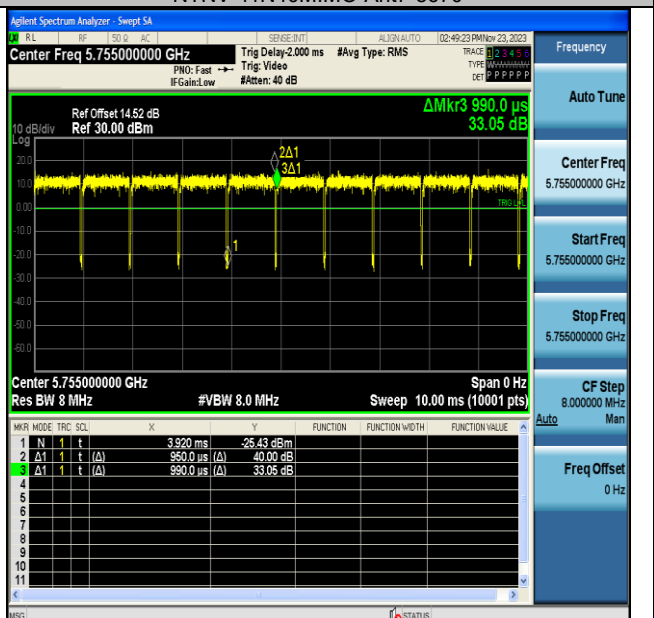 Agilent Spectrum Analyzer - Swept SA
RL RF 50 Ω AC SENSE:INT ALIGN AUTO 02:49:23 PM Nov 23, 2023
Center Freq 5.755000000 GHz
PNO: Fast
IFGain:Low
Trig Delay-2.000 ms
Trig: Video
#Atten: 40 dB
#Avg Type: RMS
TRACE 1 2 3 4 5 6
TYPE
DET P P P P P P
Ref Offset 14.52 dB
10 dB/div Ref 30.00 dBm
Log
ΔMkr3 990.0 µs
33.05 dB
20.0
10.0
0.00
-10.0
-20.0
-30.0
-40.0
-50.0
-60.0
2Δ1
3Δ1
1
TRIG LVL
Center 5.755000000 GHz Span 0 Hz
Res BW 8 MHz #VBW 8.0 MHz Sweep 10.00 ms (10001 pts)
MKR MODE TRC SCL X Y FUNCTION FUNCTION WIDTH FUNCTION VALUE
1 N 1 t 3.920 ms -25.43 dBm
2 Δ1 1 t (Δ) 950.0 µs (Δ) 40.00 dB
3 Δ1 1 t (Δ) 990.0 µs (Δ) 33.05 dB
4
5
6
7
8
9
10
11
MSG STATUS
Frequency
Auto Tune
Center Freq
5.755000000 GHz
Start Freq
5.755000000 GHz
Stop Freq
5.755000000 GHz
CF Step
8.000000 MHz
Auto Man
Freq Offset
0 Hz